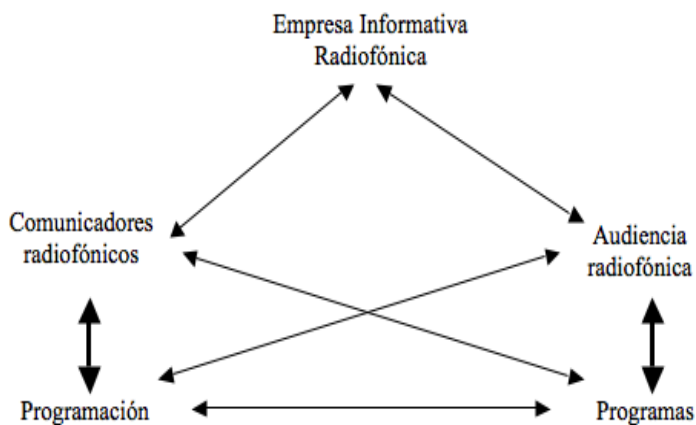 Empresa Informativa
Radiofónica
Comunicadores
radiofónicos
Audiencia
radiofónica
Programación
Programas